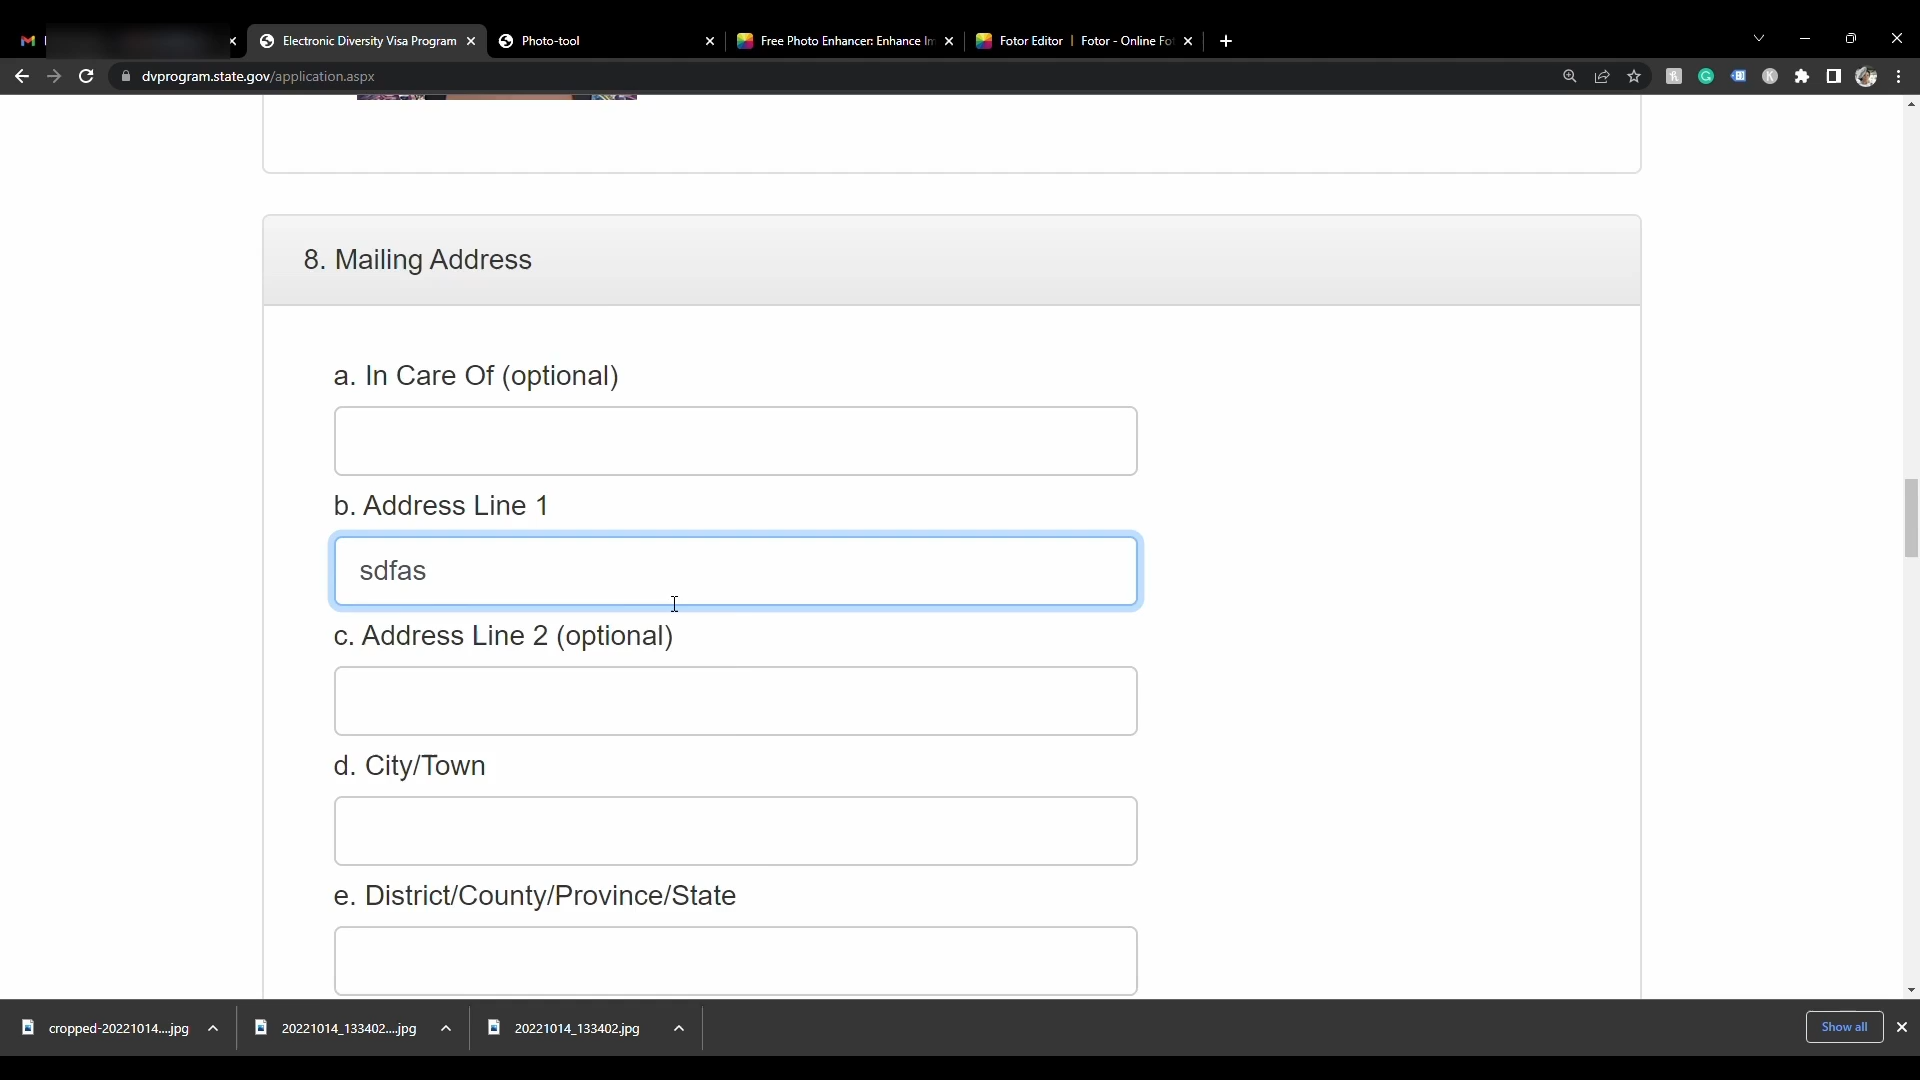 Electronic Diversity Visa Program
Photo-tool
Free Photo Enhancer: Enhance Im
Fotor Editor | Fotor - Online Fo
dvprogram.state.gov/application.aspx
8. Mailing Address
a. In Care Of (optional)
b. Address Line 1
sdfas
c. Address Line 2 (optional)
d. City/Town
e. District/County/Province/State
cropped-20221014....jpg
20221014_133402....jpg
20221014_133402.jpg
Show all